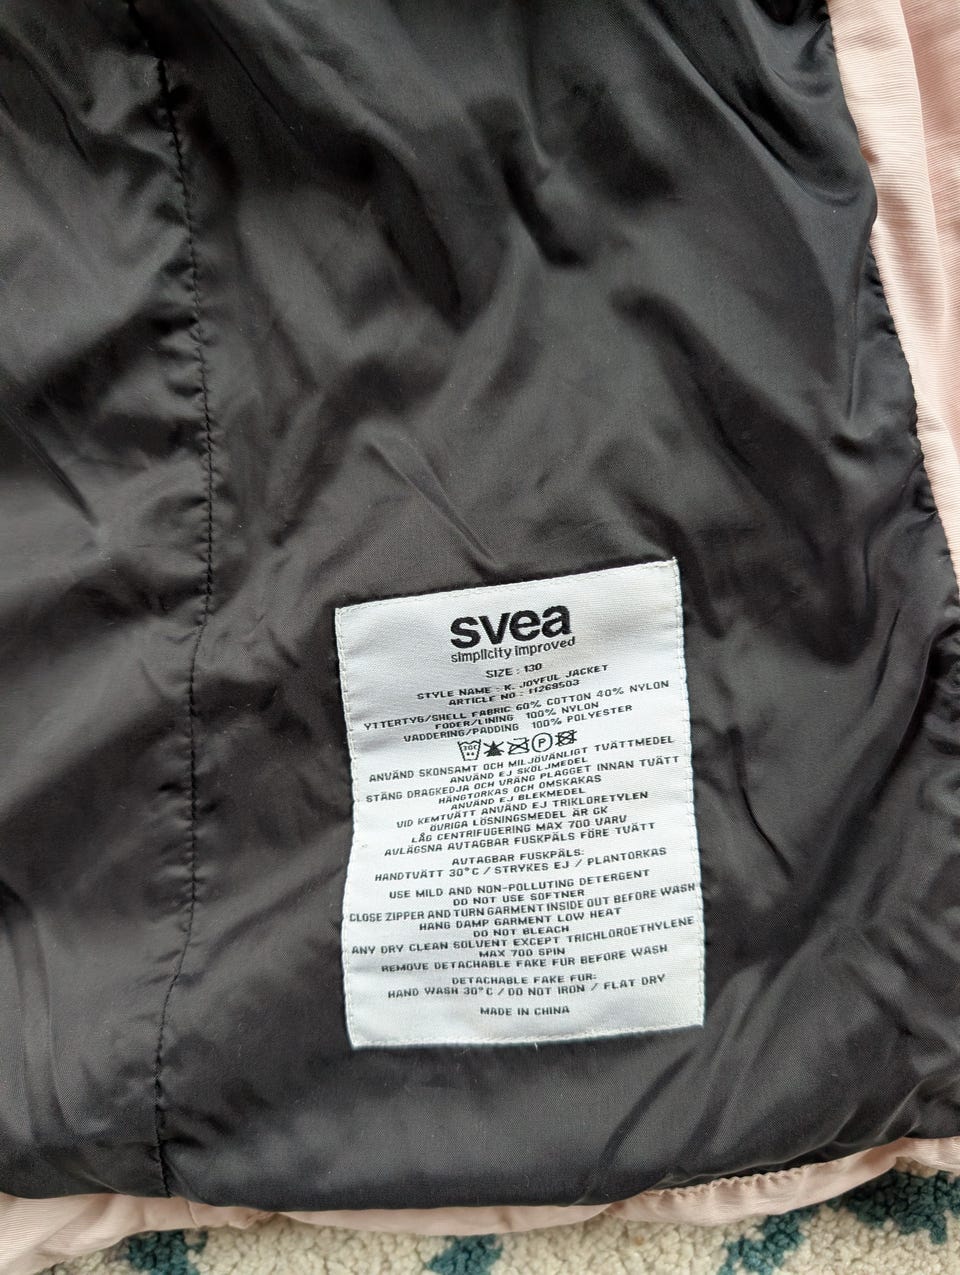 svea
simplicity improved
SIZE : 130
STYLE NAME : K. JOYFUL JACKET
ARTICLE NO : 11269503
YTTERTYG/SHELL FABRIC 60% COTTON 40% NYLON
FODER/LINING 100% NYLON
VADDERING/PADDING 100% POLYESTER
30C P
ANVÄND SKONSAMT OCH MILJÖVÄNLIGT TVÄTTMEDEL
ANVÄND EJ SKÖLJMEDEL
STÄNG DRAGKEDJA OCH VRÄNG PLAGGET INNAN TVÄTT
HÄNGTORKAS OCH OMSKAKAS
ANVÄND EJ BLEKMEDEL
VID KEMTVÄTT ANVÄND EJ TRIKLORETYLEN
ÖVRIGA LÖSNINGSMEDEL ÄR OK
LÅG CENTRIFUGERING MAX 700 VARV
AVLÄGSNA AVTAGBAR FUSKPÄLS FÖRE TVÄTT
AVTAGBAR FUSKPÄLS:
HANDTVÄTT 30°C / STRYKES EJ / PLANTORKAS
USE MILD AND NON-POLLUTING DETERGENT
DO NOT USE SOFTNER
CLOSE ZIPPER AND TURN GARMENT INSIDE OUT BEFORE WASH
HANG DAMP GARMENT LOW HEAT
DO NOT BLEACH
ANY DRY CLEAN SOLVENT EXCEPT TRICHLOROETHYLENE
MAX 700 SPIN
REMOVE DETACHABLE FAKE FUR BEFORE WASH
DETACHABLE FAKE FUR:
HAND WASH 30°C / DO NOT IRON / FLAT DRY
MADE IN CHINA